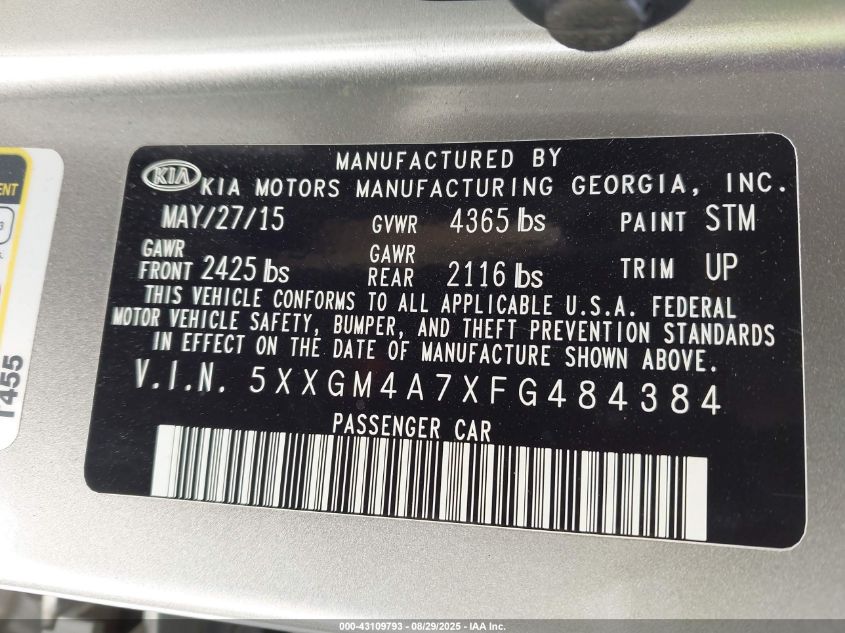 MANUFACTURED BY
KIA KIA MOTORS MANUFACTURING GEORGIA, INC.
MAY/27/15 GVWR 4365 lbs PAINT STM
GAWR FRONT 2425 lbs GAWR REAR 2116 lbs TRIM UP
THIS VEHICLE CONFORMS TO ALL APPLICABLE U.S.A. FEDERAL
MOTOR VEHICLE SAFETY, BUMPER, AND THEFT PREVENTION STANDARDS
IN EFFECT ON THE DATE OF MANUFACTURE SHOWN ABOVE.
V.I.N. 5XXGM4A7XFG484384
PASSENGER CAR
000-43109793 - 08/29/2025 - IAA Inc.